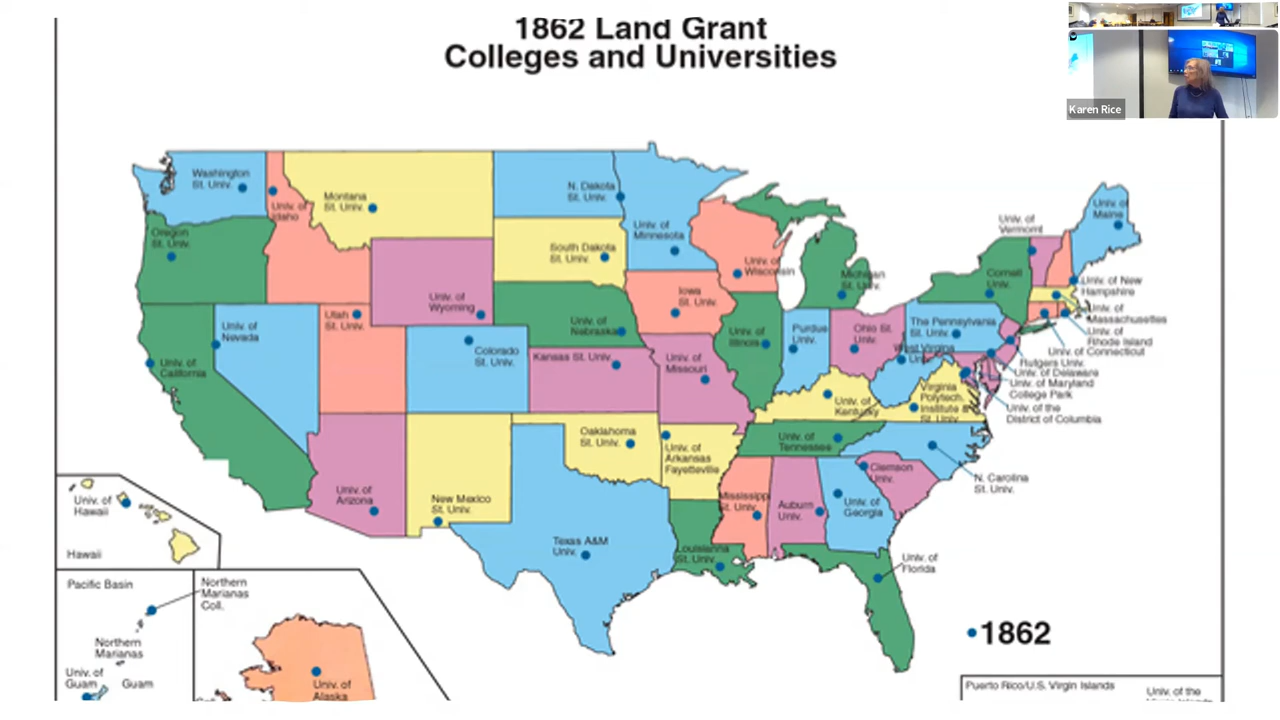 1862 Land Grant
Colleges and Universities
Karen Rice
Washington
St. Univ.
Univ. of
Idaho
Montana
St. Univ.
N. Dakota
St. Univ.
Univ. of
Minnesota
Univ. of
Vermont
Univ. of
Maine
Oregon
St. Univ.
South Dakota
St. Univ.
Univ. of
Wisconsin
Michigan
St. Univ.
Cornell
Univ.
Univ. of New
Hampshire
Univ. of
Massachusetts
Univ. of
Rhode Island
Univ. of
Connecticut
Rutgers Univ.
Univ. of Delaware
Univ. of Maryland
College Park
Univ. of the
District of Columbia
Univ. of
Wyoming
Iowa
St. Univ.
Utah
St. Univ.
Univ. of
Nevada
Univ. of
Nebraska
Univ. of
Illinois
Purdue
Univ.
Ohio St.
Univ.
The Pennsylvania
St. Univ.
West Virginia
Univ.
Univ. of
California
Colorado
St. Univ.
Kansas St. Univ.
Univ. of
Missouri
Univ. of
Kentucky
Virginia
Polytech.
Institute &
St. Univ.
Oklahoma
St. Univ.
Univ. of
Arkansas
Fayetteville
Univ. of
Tennessee
Clemson
Univ.
N. Carolina
St. Univ.
Univ. of
Arizona
New Mexico
St. Univ.
Mississippi
St. Univ.
Auburn
Univ.
Univ. of
Georgia
Texas A&M
Univ.
Louisianna
St. Univ.
Univ. of
Florida
Univ. of
Hawaii
Hawaii
Pacific Basin
Northern
Marianas
Coll.
Northern
Marianas
Univ. of
Guam
Guam
Univ. of
Alaska
1862
Puerto Rico/U.S. Virgin Islands
Univ. of the